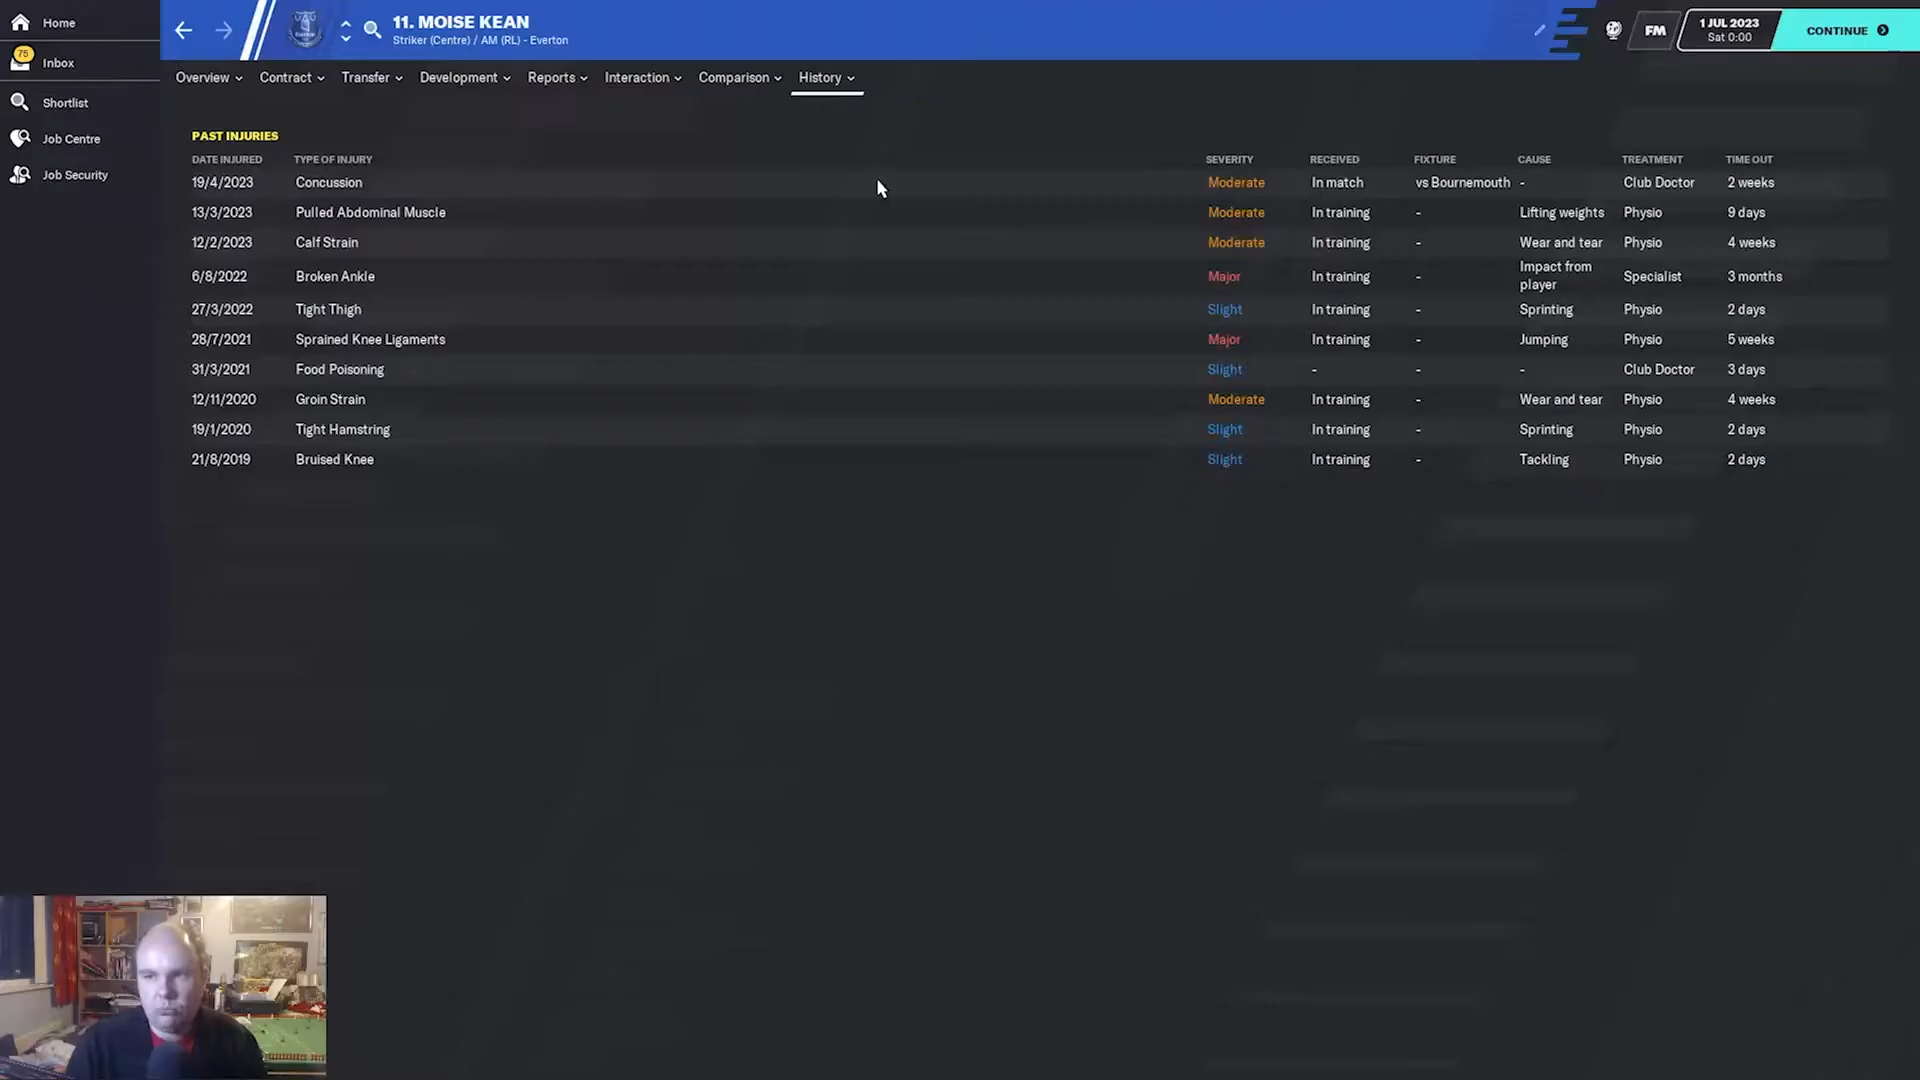 Home
75
Inbox
Shortlist
Job Centre
Job Security
11. MOISE KEAN
Striker (Centre) / AM (RL) - Everton
FM
1 JUL 2023
Sat 0:00
CONTINUE
Overview Contract Transfer Development Reports Interaction Comparison History
PAST INJURIES
DATE INJURED TYPE OF INJURY SEVERITY RECEIVED FIXTURE CAUSE TREATMENT TIME OUT
19/4/2023 Concussion Moderate In match vs Bournemouth - Club Doctor 2 weeks
13/3/2023 Pulled Abdominal Muscle Moderate In training - Lifting weights Physio 9 days
12/2/2023 Calf Strain Moderate In training - Wear and tear Physio 4 weeks
6/8/2022 Broken Ankle Major In training - Impact from player Specialist 3 months
27/3/2022 Tight Thigh Slight In training - Sprinting Physio 2 days
28/7/2021 Sprained Knee Ligaments Major In training - Jumping Physio 5 weeks
31/3/2021 Food Poisoning Slight - - - Club Doctor 3 days
12/11/2020 Groin Strain Moderate In training - Wear and tear Physio 4 weeks
19/1/2020 Tight Hamstring Slight In training - Sprinting Physio 2 days
21/8/2019 Bruised Knee Slight In training - Tackling Physio 2 days